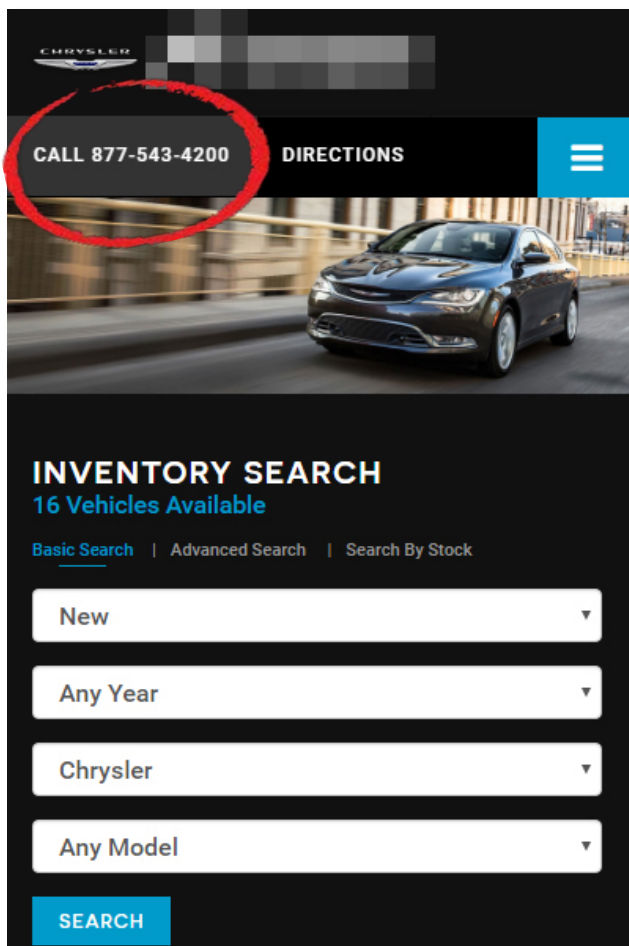 CHRYSLER
CALL 877-543-4200 DIRECTIONS
INVENTORY SEARCH
16 Vehicles Available
Basic Search | Advanced Search | Search By Stock
New
Any Year
Chrysler
Any Model
SEARCH